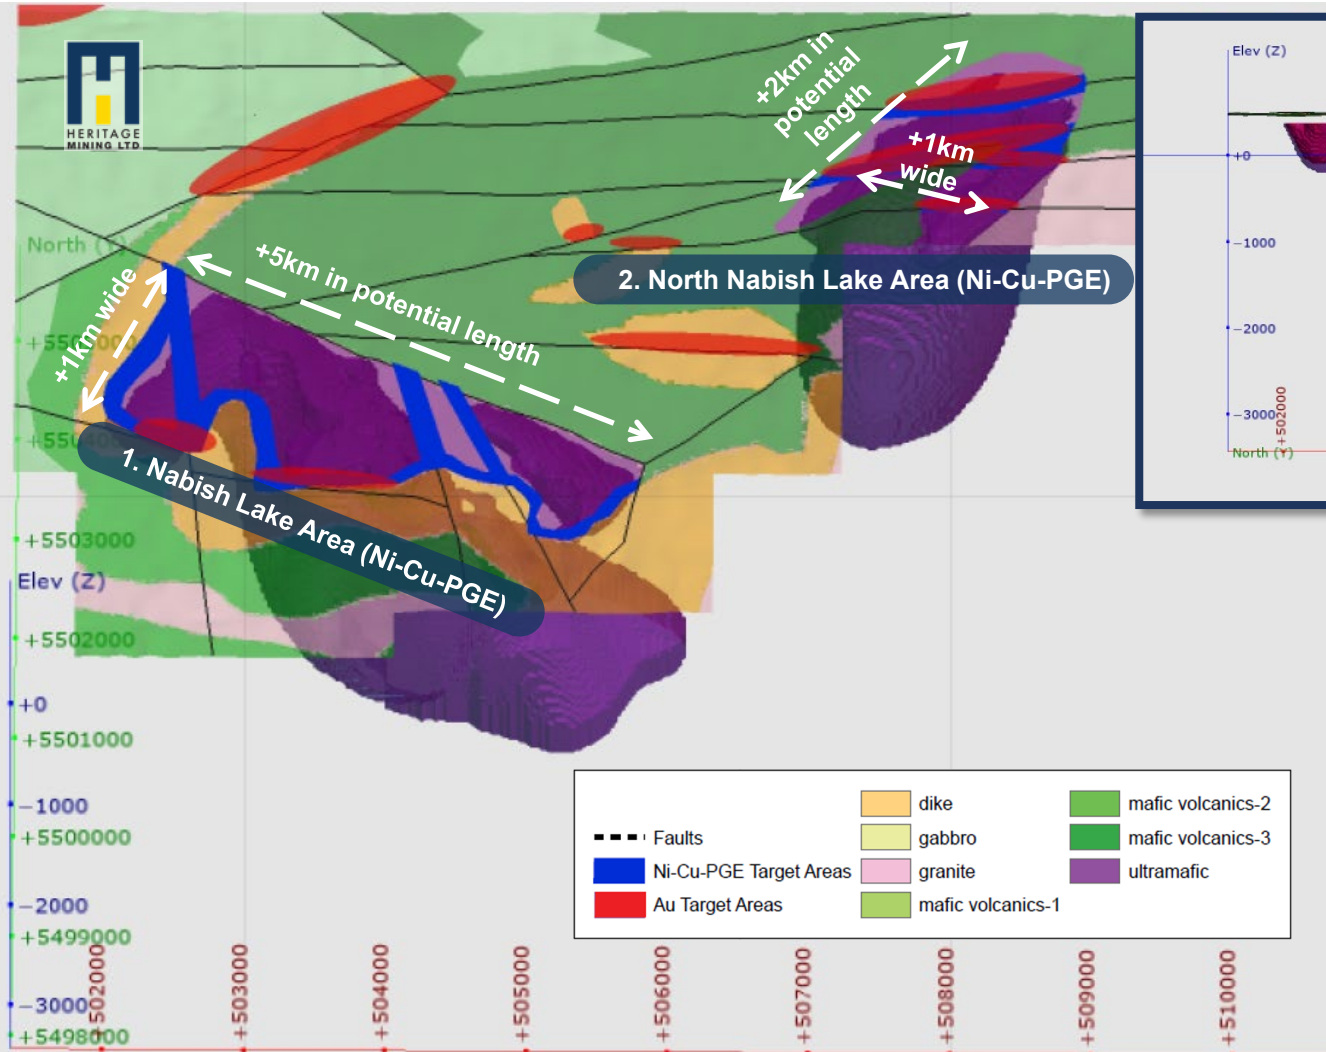 HERITAGE
MINING LTD
+2km in
potential
length
+1km
wide
2. North Nabish Lake Area (Ni-Cu-PGE)
+5km in potential length
+1km wide
1. Nabish Lake Area (Ni-Cu-PGE)
North (Y)
+5503000
Elev (Z)
+5502000
+0
+5501000
−1000
+5500000
−2000
+5499000
−3000
+5498000
+502000
+503000
+504000
+505000
+506000
+507000
+508000
+509000
+510000
Elev (Z)
+0
−1000
−2000
−3000
+502000
North (Y)
Faults
Ni-Cu-PGE Target Areas
Au Target Areas
dike
gabbro
granite
mafic volcanics-1
mafic volcanics-2
mafic volcanics-3
ultramafic